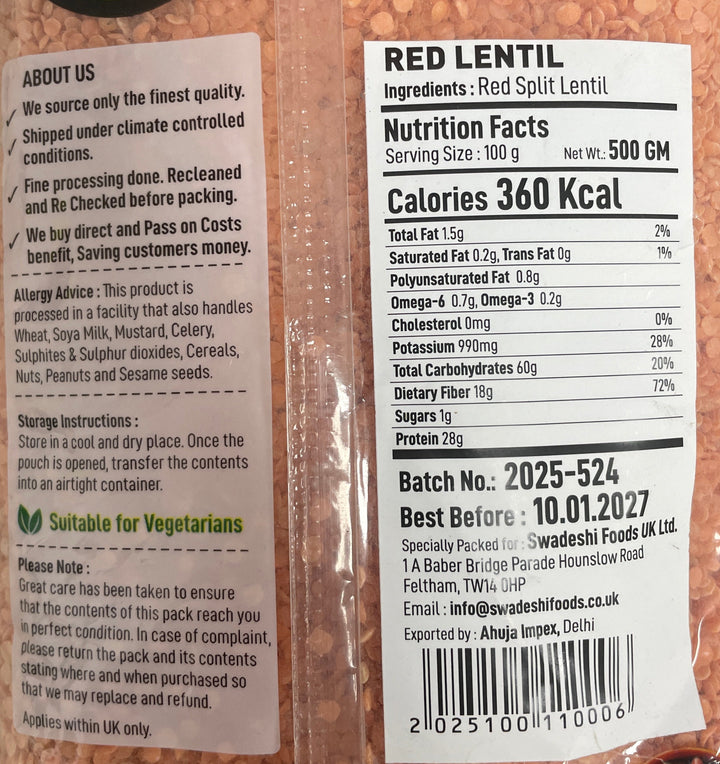 ABOUT US
✓ We source only the finest quality.
✓ Shipped under climate controlled
conditions.
✓ Fine processing done. Recleaned
and Re Checked before packing.
✓ We buy direct and Pass on Costs
benefit, Saving customers money.
Allergy Advice : This product is
processed in a facility that also handles
Wheat, Soya Milk, Mustard, Celery,
Sulphites & Sulphur dioxides, Cereals,
Nuts, Peanuts and Sesame seeds.
Storage Instructions :
Store in a cool and dry place. Once the
pouch is opened, transfer the contents
into an airtight container.
Suitable for Vegetarians
Please Note :
Great care has been taken to ensure
that the contents of this pack reach you
in perfect condition. In case of complaint,
please return the pack and its contents
stating where and when purchased so
that we may replace and refund.
Applies within UK only.
RED LENTIL
Ingredients : Red Split Lentil
Nutrition Facts
Serving Size : 100 g Net Wt.: 500 GM
Calories 360 Kcal
Total Fat 1.5g 2%
Saturated Fat 0.2g, Trans Fat 0g 1%
Polyunsaturated Fat 0.8g
Omega-6 0.7g, Omega-3 0.2g
Cholesterol 0mg 0%
Potassium 990mg 28%
Total Carbohydrates 60g 20%
Dietary Fiber 18g 72%
Sugars 1g
Protein 28g
Batch No.: 2025-524
Best Before : 10.01.2027
Specially Packed for : Swadeshi Foods UK Ltd.
1 A Baber Bridge Parade Hounslow Road
Feltham, TW14 0HP
Email : info@swadeshifoods.co.uk
Exported by : Ahuja Impex, Delhi
2 025100 110006